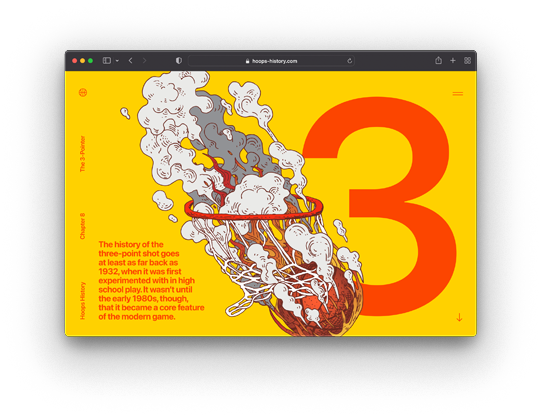 hoops-history.com
The 3-Pointer
Chapter 8
Hoops History
3
The history of the
three-point shot goes
at least as far back as
1932, when it was first
experimented with in high
school play. It wasn't until
the early 1980s, though,
that it became a core feature
of the modern game.